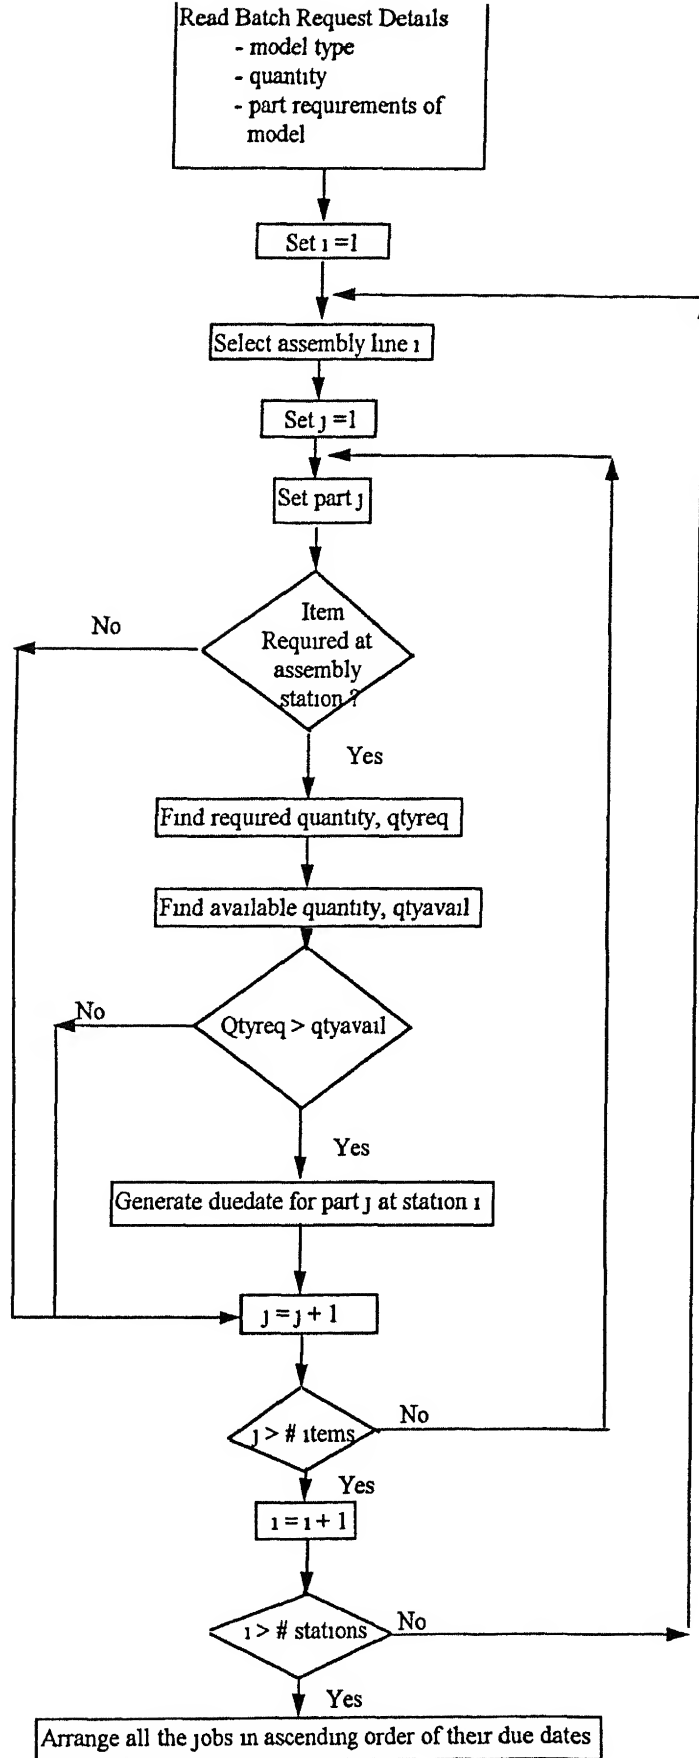 Read Batch Request Details
- model type
- quantity
- part requirements of
model
Set i =1
Select assembly line i
Set j =1
Set part j
Item
Required at
assembly
station ?
No
Yes
Find required quantity, qtyreq
Find available quantity, qtyavail
No
Qtyreq > qtyavail
Yes
Generate duedate for part j at station i
j = j + 1
j > # items
No
Yes
i = i + 1
i > # stations
No
Yes
Arrange all the jobs in ascending order of their due dates